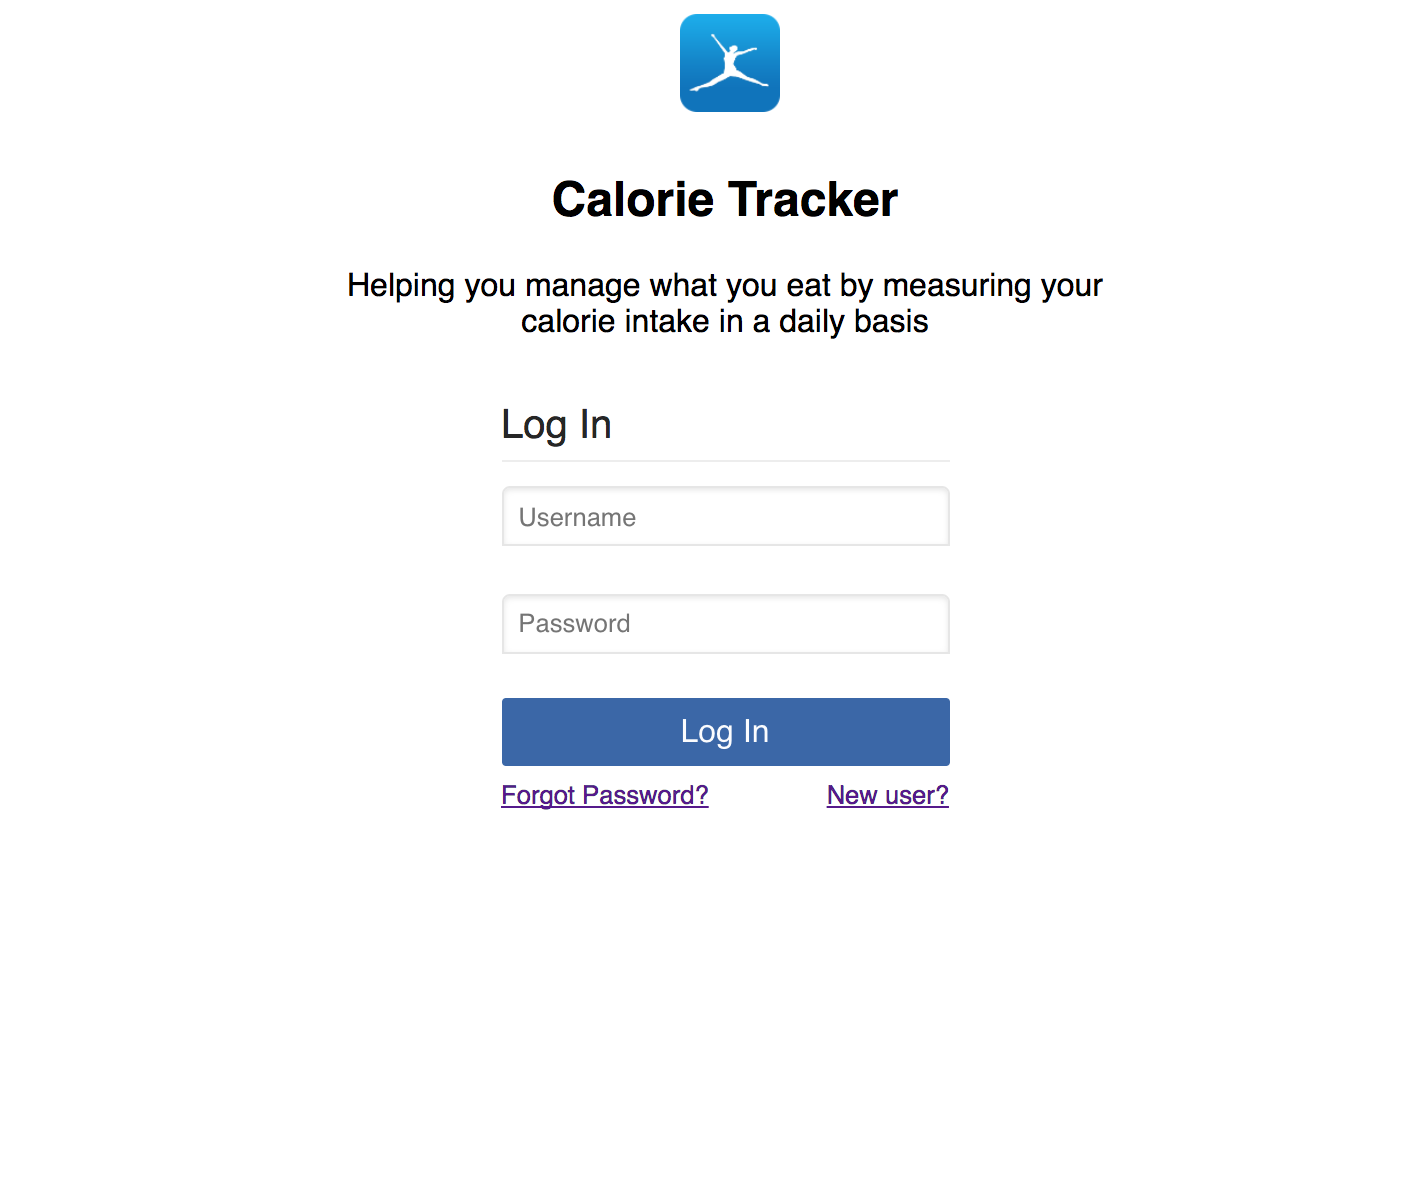 Calorie Tracker
Helping you manage what you eat by measuring your
calorie intake in a daily basis
Log In
Username
Password
Log In
Forgot Password? New user?